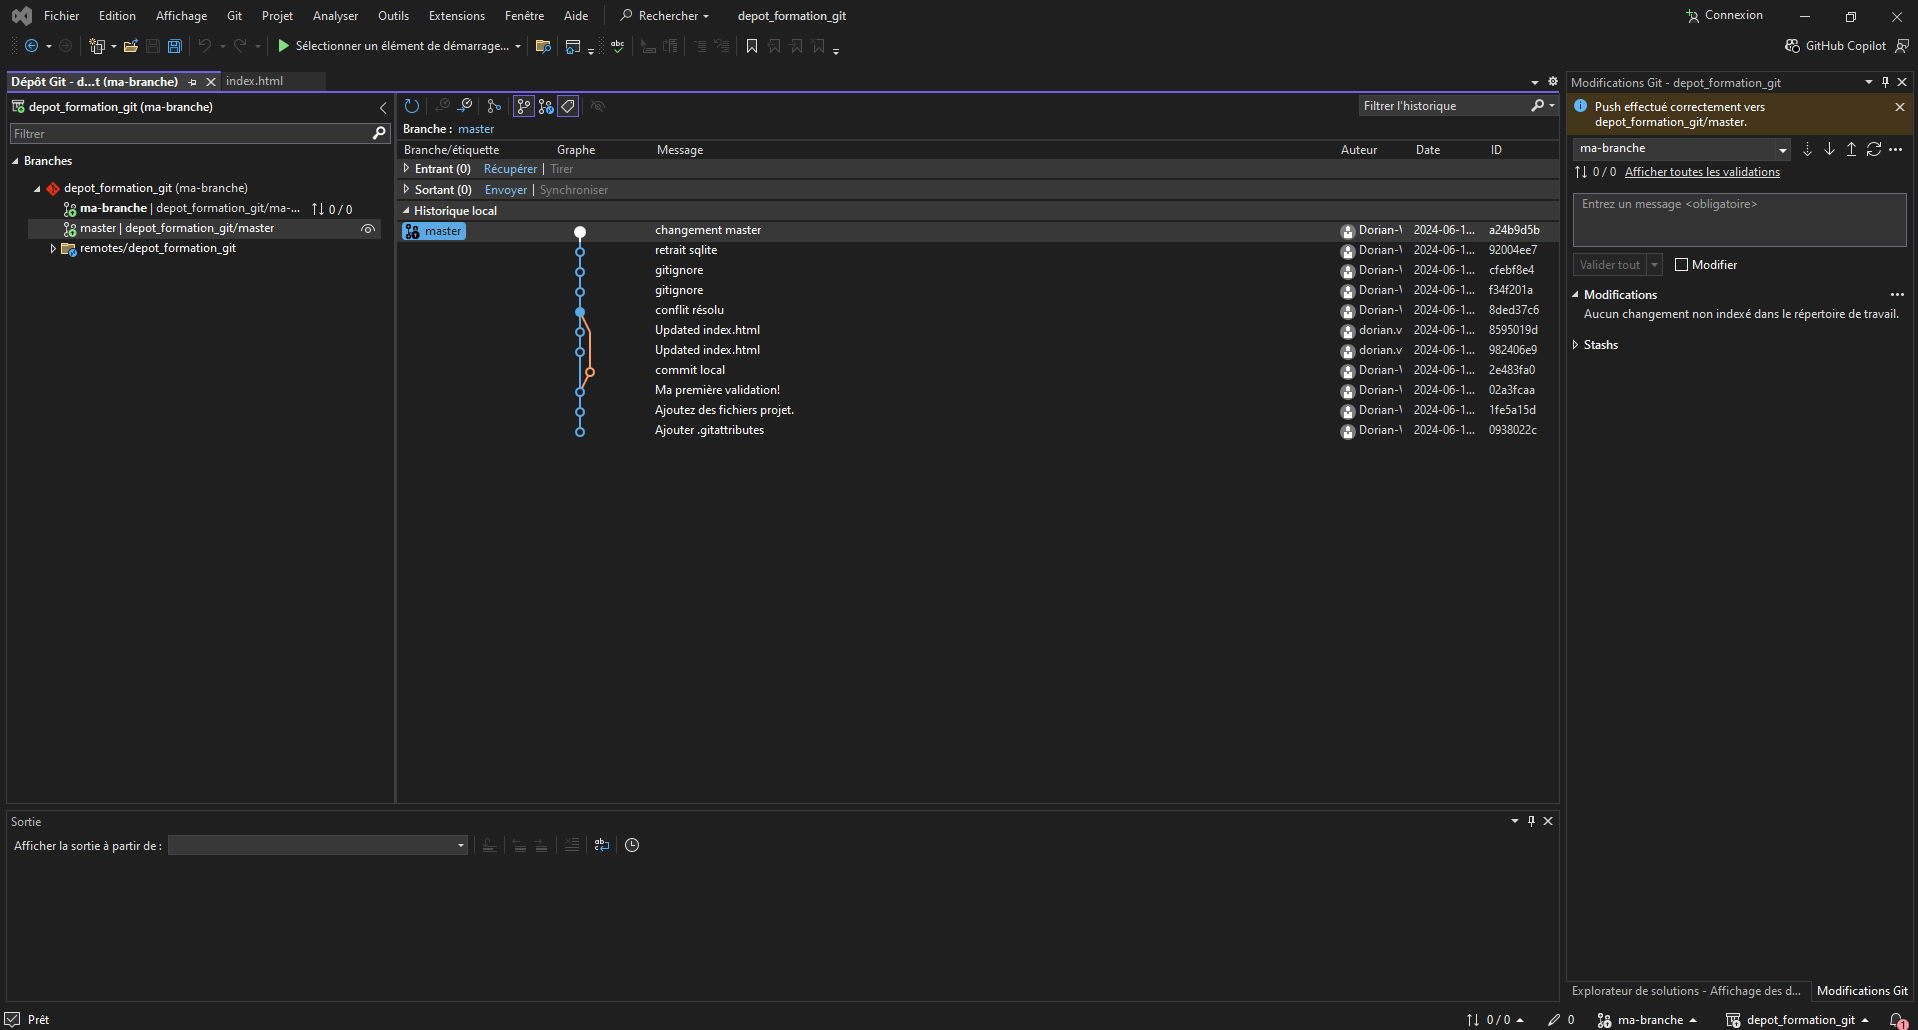 Fichier Edition Affichage Git Projet Analyser Outils Extensions Fenêtre Aide Rechercher depot_formation_git Connexion
Sélectionner un élément de démarrage... abc GitHub Copilot
Dépôt Git - d...t (ma-branche) index.html
depot_formation_git (ma-branche)
Filtrer
Branches
depot_formation_git (ma-branche)
ma-branche | depot_formation_git/ma-... 0 / 0
master | depot_formation_git/master
remotes/depot_formation_git
Filtrer l'historique
Branche : master
Branche/étiquette Graphe Message Auteur Date ID
Entrant (0) Récupérer | Tirer
Sortant (0) Envoyer | Synchroniser
Historique local
master changement master Dorian-V 2024-06-1... a24b9d5b
retrait sqlite Dorian-V 2024-06-1... 92004ee7
gitignore Dorian-V 2024-06-1... cfebf8e4
gitignore Dorian-V 2024-06-1... f34f201a
conflit résolu Dorian-V 2024-06-1... 8ded37c6
Updated index.html dorian.v 2024-06-1... 8595019d
Updated index.html dorian.v 2024-06-1... 982406e9
commit local Dorian-V 2024-06-1... 2e483fa0
Ma première validation! Dorian-V 2024-06-1... 02a3fcaa
Ajoutez des fichiers projet. Dorian-V 2024-06-1... 1fe5a15d
Ajouter .gitattributes Dorian-V 2024-06-1... 0938022c
Modifications Git - depot_formation_git
Push effectué correctement vers
depot_formation_git/master.
ma-branche
0 / 0 Afficher toutes les validations
Entrez un message <obligatoire>
Valider tout Modifier
Modifications
Aucun changement non indexé dans le répertoire de travail.
Stashs
Sortie
Afficher la sortie à partir de :
Explorateur de solutions - Affichage des d... Modifications Git
Prêt 0 / 0 0 ma-branche depot_formation_git 1